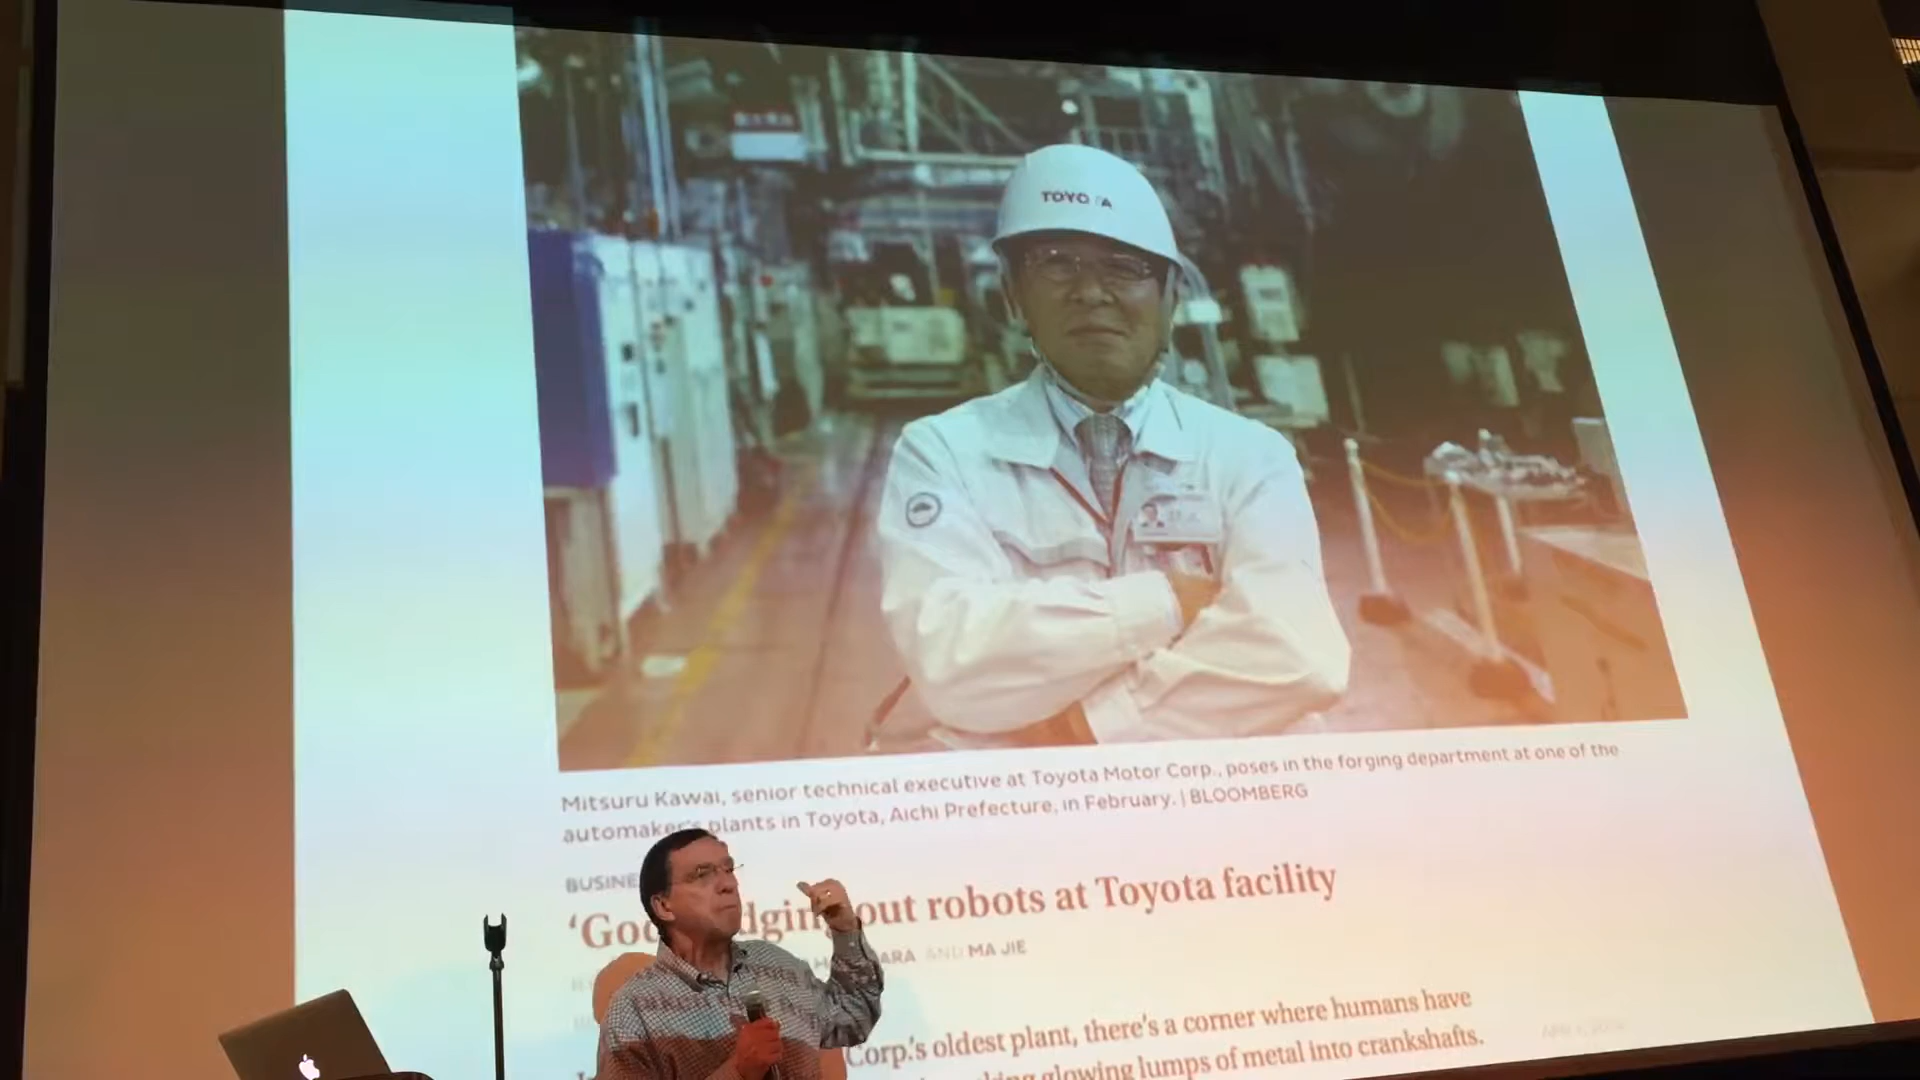 TOYO A
Mitsuru Kawai, senior technical executive at Toyota Motor Corp., poses in the forging department at one of the
automaker's plants in Toyota, Aichi Prefecture, in February. | BLOOMBERG
BUSINE
out robots at Toyota facility
ARA AND MA JIE
Corp.'s oldest plant, there's a corner where humans have
glowing lumps of metal into crankshafts.